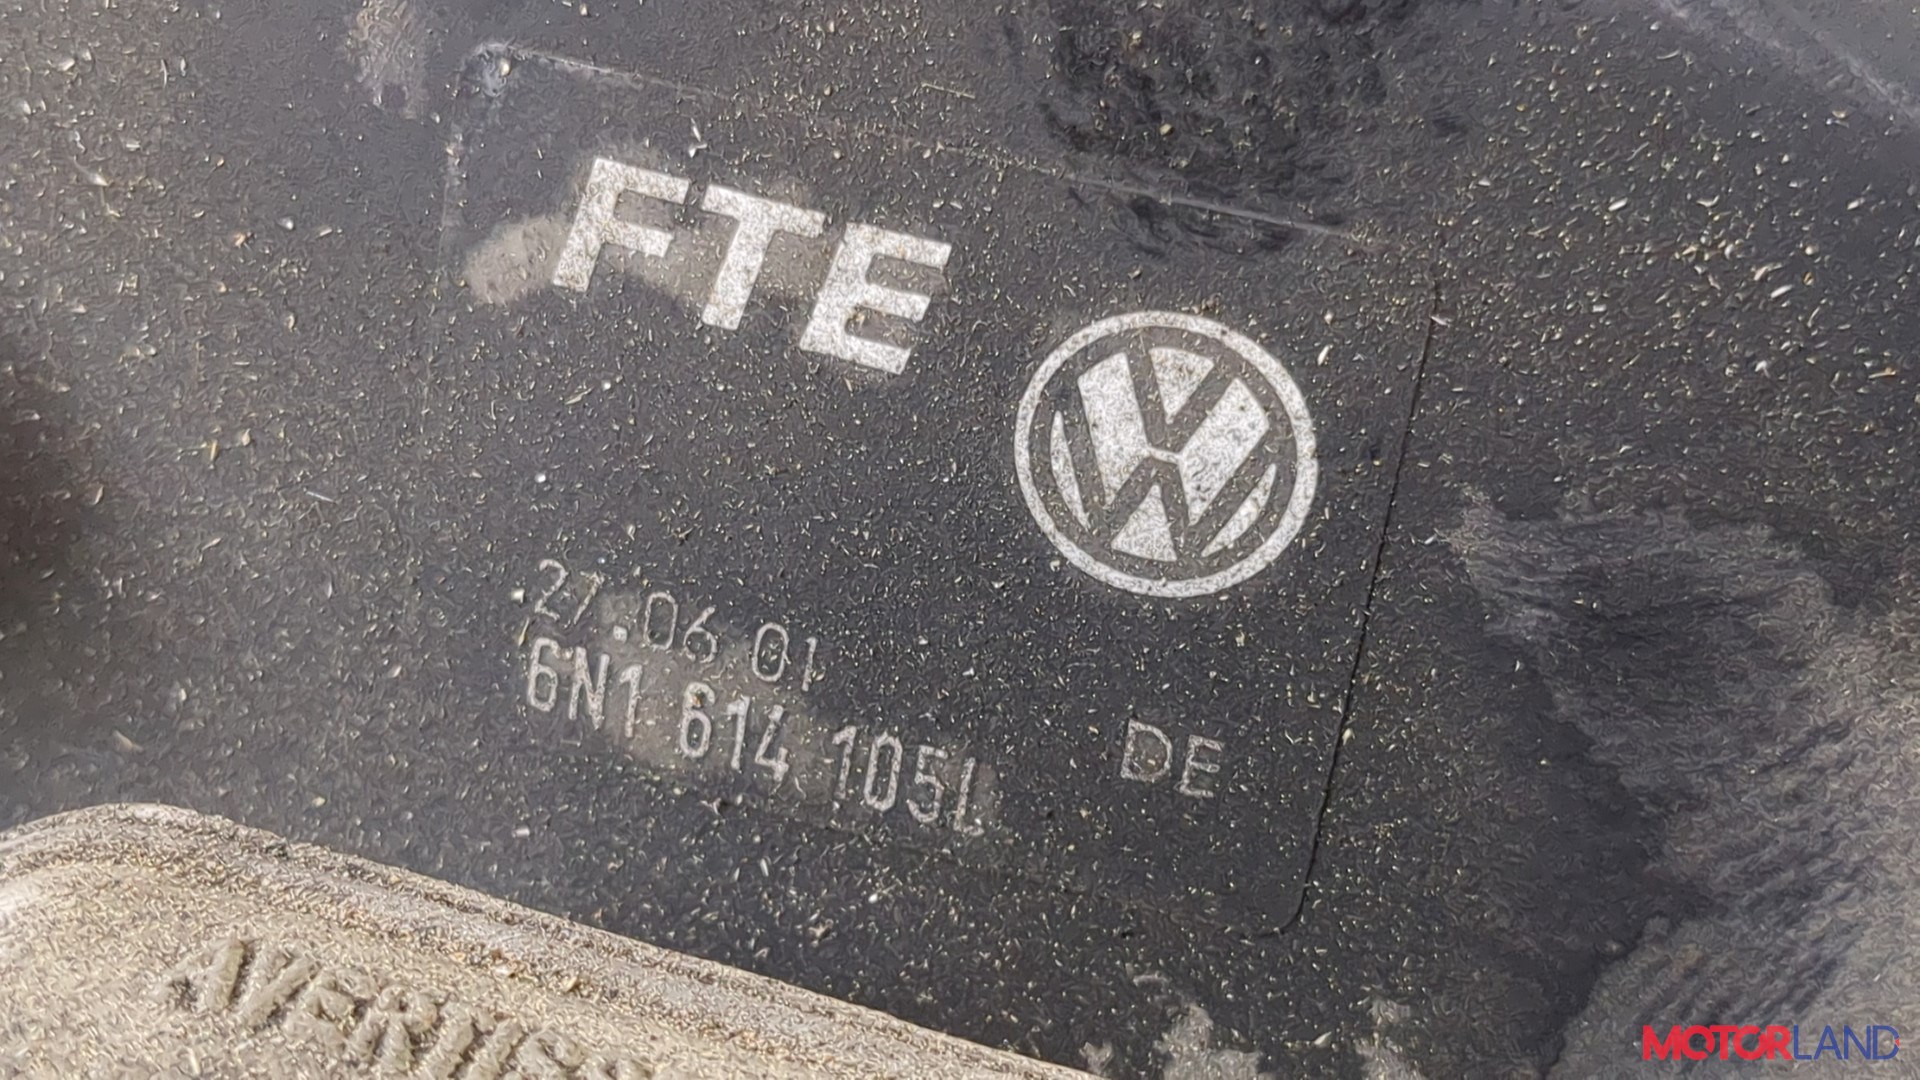 FTE
27.06 01
6N1 614 105L DE
MOTORLAND